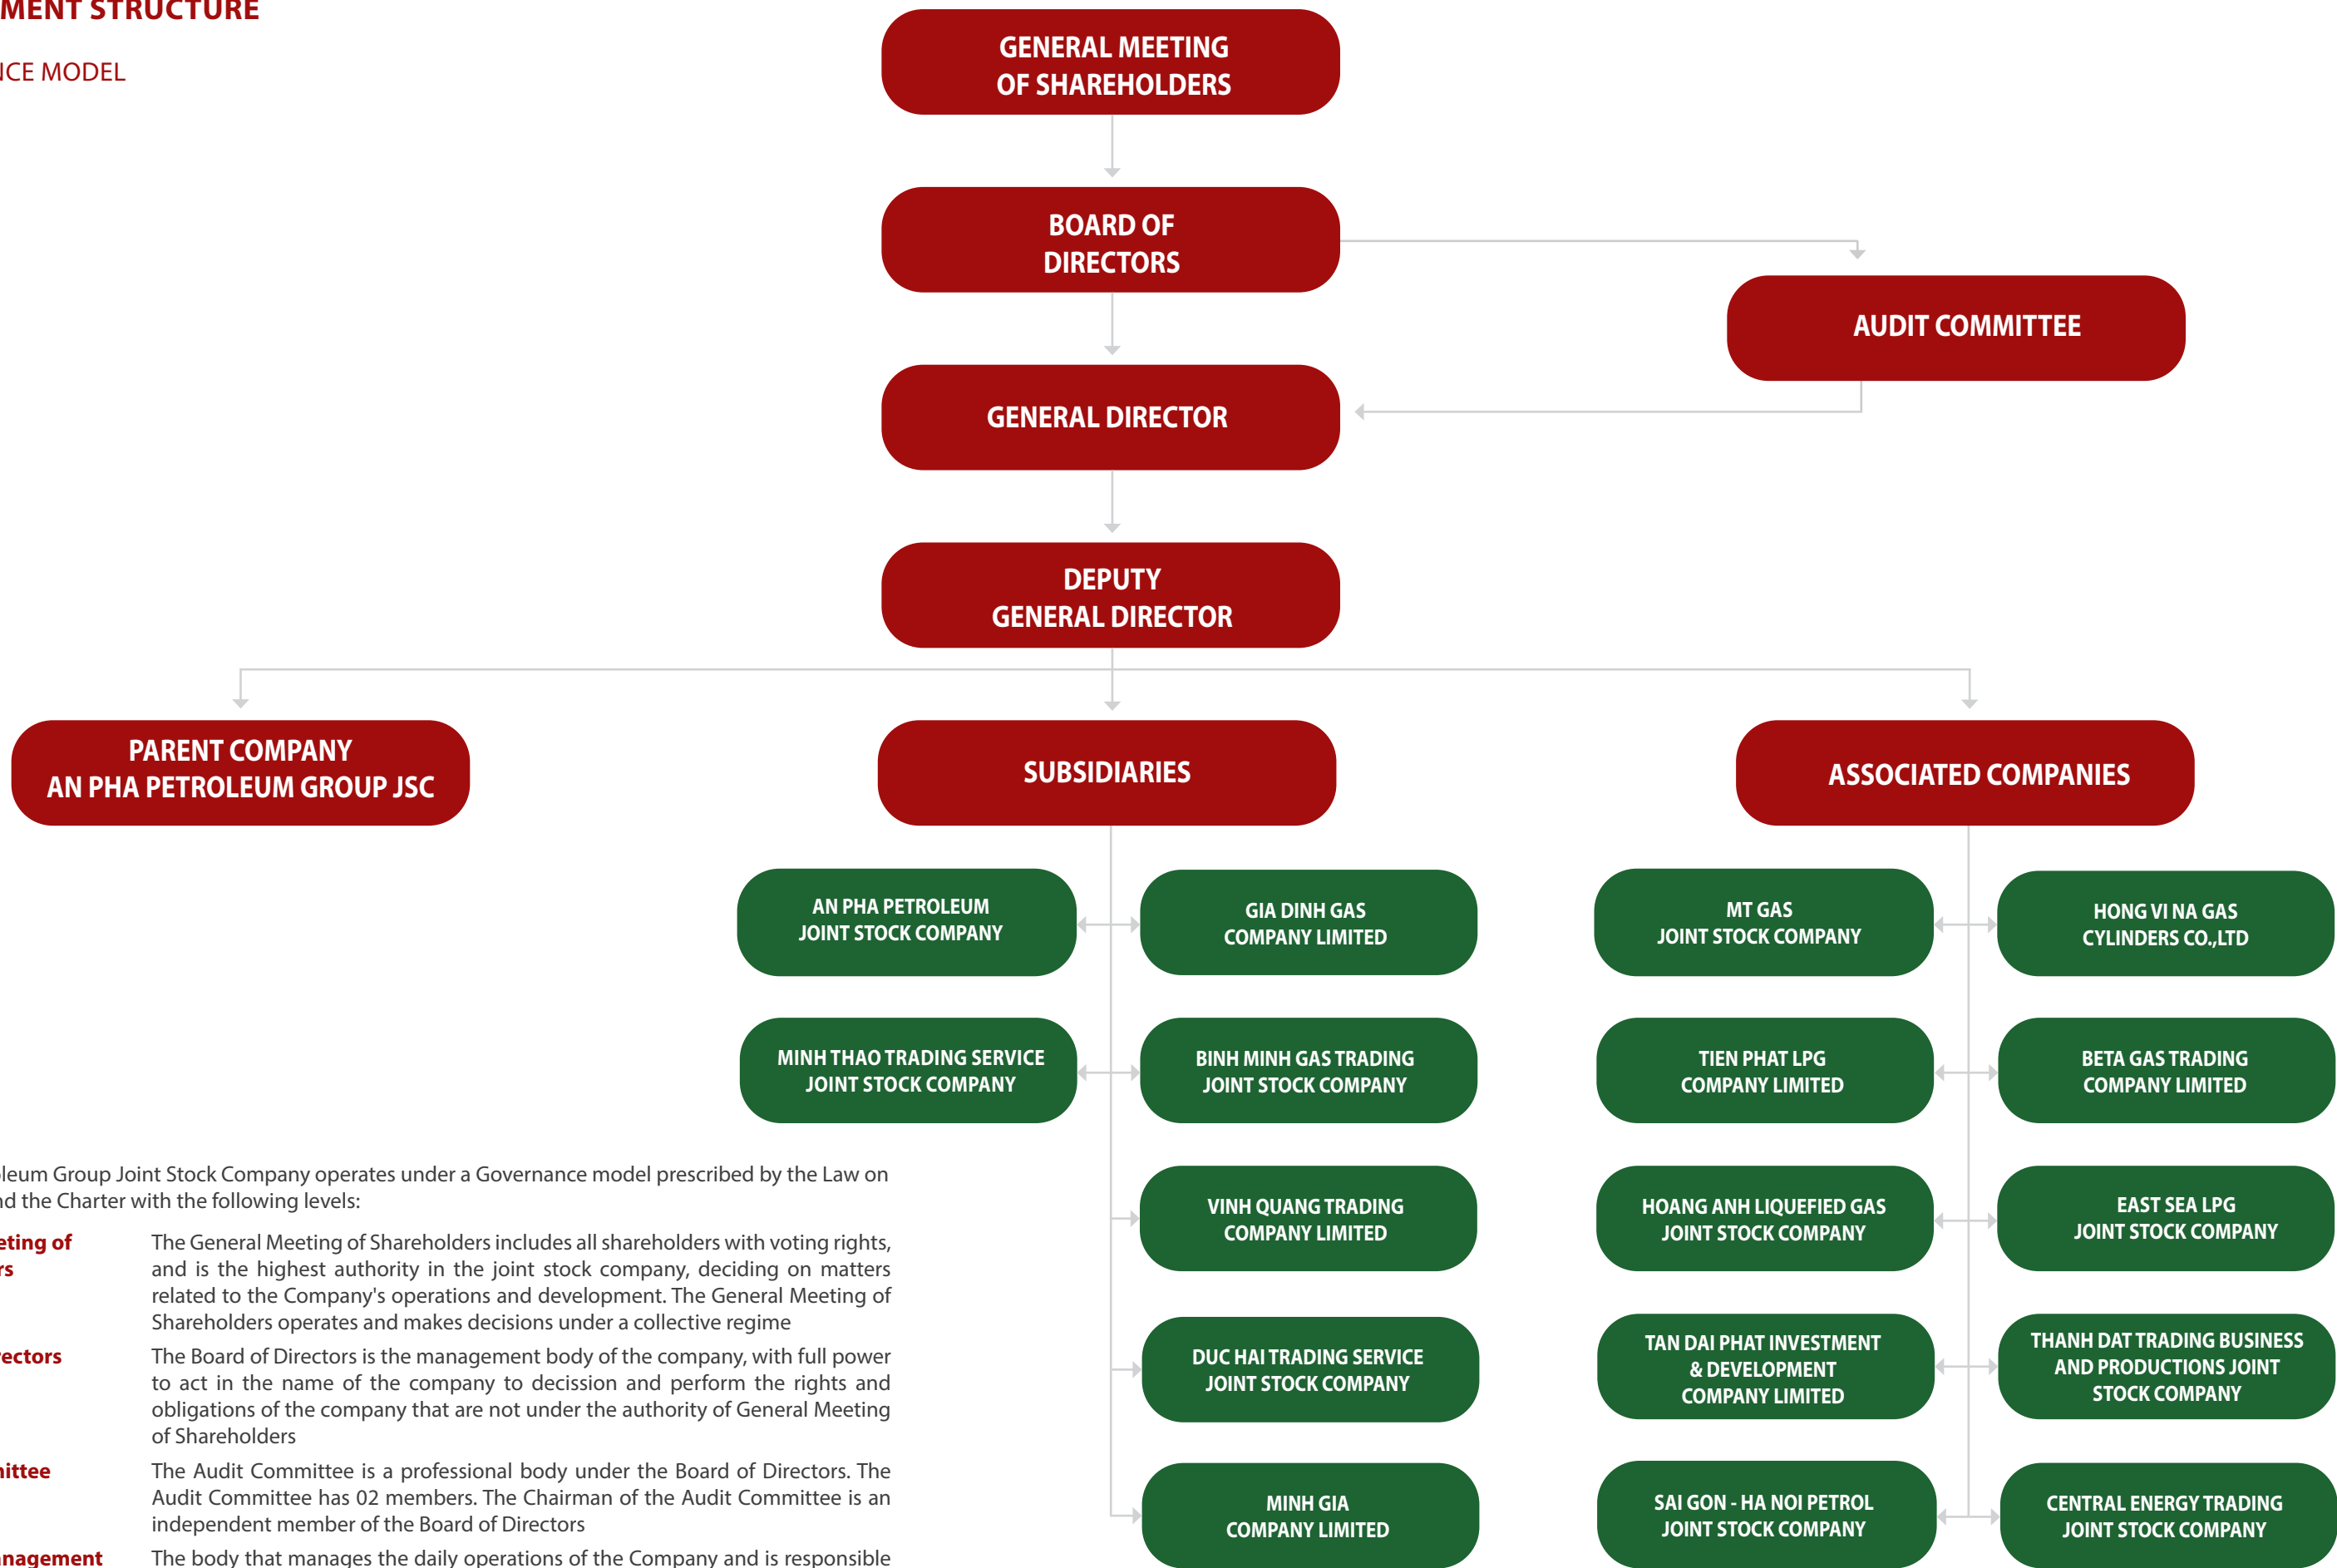 MENT STRUCTURE
NCE MODEL
GENERAL MEETING
OF SHAREHOLDERS
BOARD OF
DIRECTORS
AUDIT COMMITTEE
GENERAL DIRECTOR
DEPUTY
GENERAL DIRECTOR
PARENT COMPANY
AN PHA PETROLEUM GROUP JSC
SUBSIDIARIES
ASSOCIATED COMPANIES
AN PHA PETROLEUM
JOINT STOCK COMPANY
GIA DINH GAS
COMPANY LIMITED
MT GAS
JOINT STOCK COMPANY
HONG VI NA GAS
CYLINDERS CO.,LTD
MINH THAO TRADING SERVICE
JOINT STOCK COMPANY
BINH MINH GAS TRADING
JOINT STOCK COMPANY
TIEN PHAT LPG
COMPANY LIMITED
BETA GAS TRADING
COMPANY LIMITED
VINH QUANG TRADING
COMPANY LIMITED
HOANG ANH LIQUEFIED GAS
JOINT STOCK COMPANY
EAST SEA LPG
JOINT STOCK COMPANY
DUC HAI TRADING SERVICE
JOINT STOCK COMPANY
TAN DAI PHAT INVESTMENT
& DEVELOPMENT
COMPANY LIMITED
THANH DAT TRADING BUSINESS
AND PRODUCTIONS JOINT
STOCK COMPANY
MINH GIA
COMPANY LIMITED
SAI GON - HA NOI PETROL
JOINT STOCK COMPANY
CENTRAL ENERGY TRADING
JOINT STOCK COMPANY
oleum Group Joint Stock Company operates under a Governance model prescribed by the Law on
nd the Charter with the following levels:
eting of
rs
The General Meeting of Shareholders includes all shareholders with voting rights,
and is the highest authority in the joint stock company, deciding on matters
related to the Company's operations and development. The General Meeting of
Shareholders operates and makes decisions under a collective regime
rectors
The Board of Directors is the management body of the company, with full power
to act in the name of the company to decission and perform the rights and
obligations of the company that are not under the authority of General Meeting
of Shareholders
mittee
The Audit Committee is a professional body under the Board of Directors. The
Audit Committee has 02 members. The Chairman of the Audit Committee is an
independent member of the Board of Directors
anagement
The body that manages the daily operations of the Company and is responsible